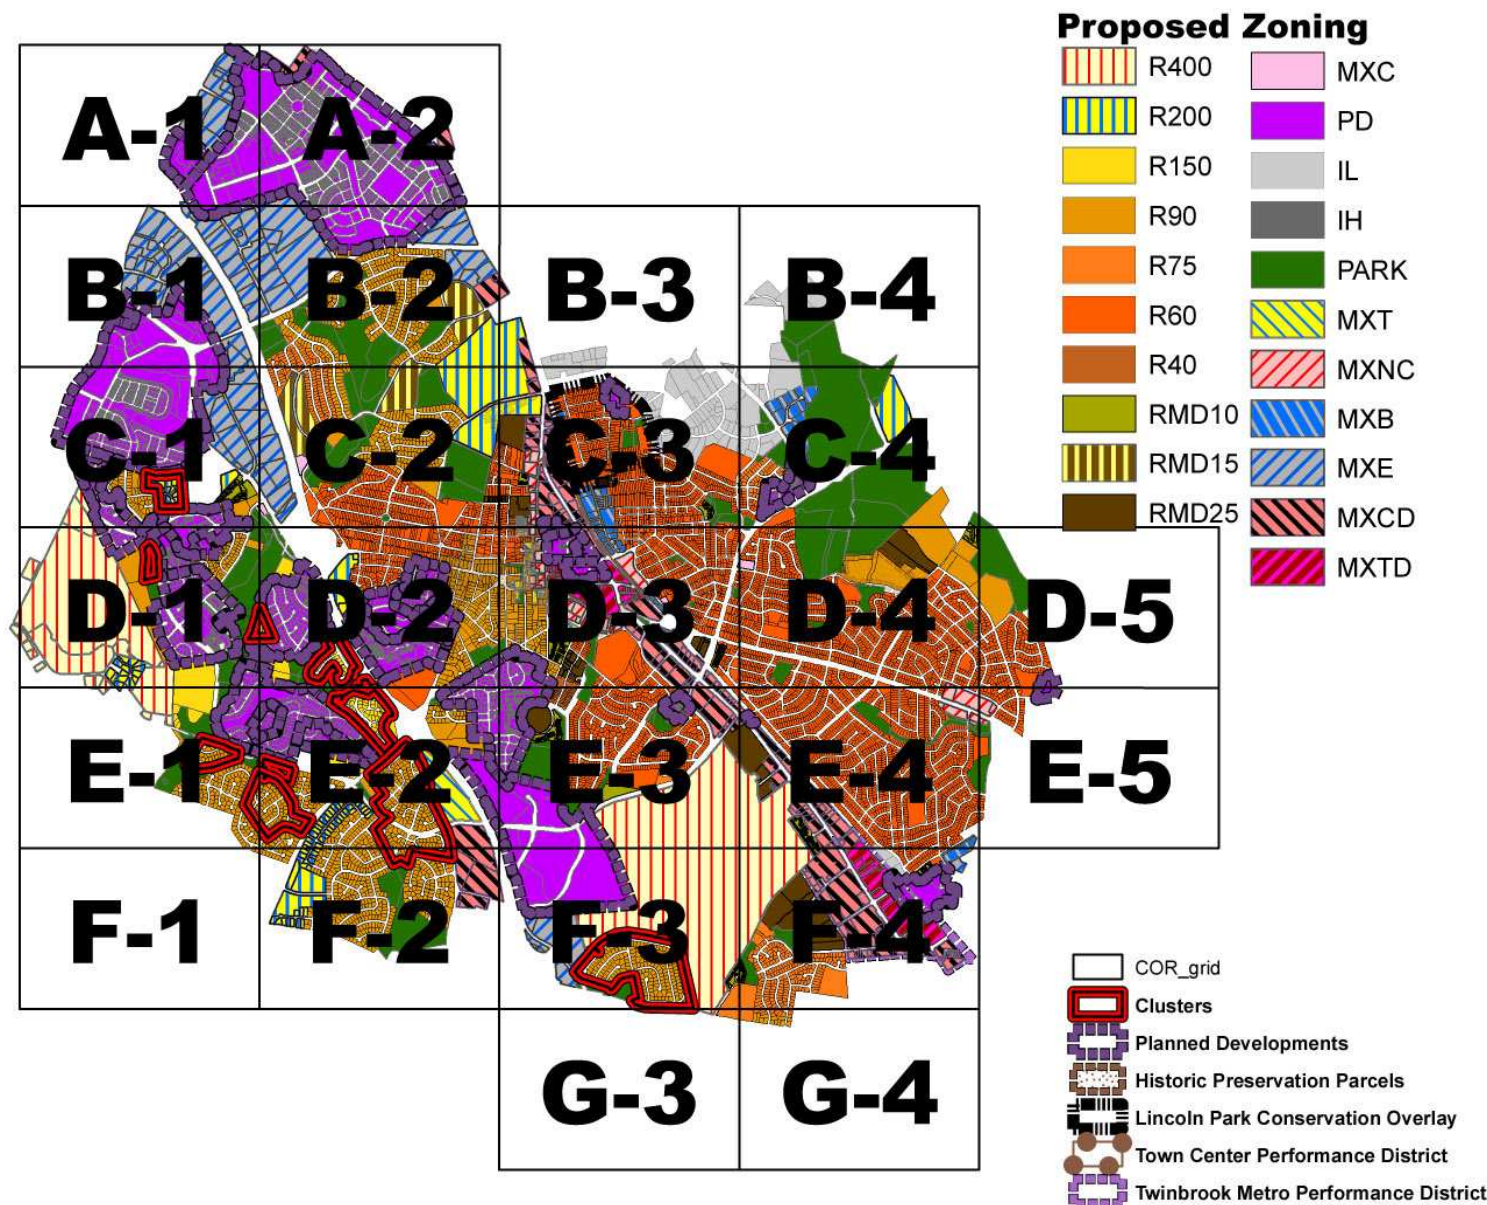 Proposed Zoning
R400
R200
R150
R90
R75
R60
R40
RMD10
RMD15
RMD25
MXC
PD
IL
IH
PARK
MXT
MXNC
MXB
MXE
MXCD
MXTD
A-1 A-2
B-1 B-2 B-3 B-4
C-1 C-2 C-3 C-4
D-1 D-2 D-3 D-4 D-5
E-1 E-2 E-3 E-4 E-5
F-1 F-2 F-3 F-4
G-3 G-4
COR_grid
Clusters
Planned Developments
Historic Preservation Parcels
Lincoln Park Conservation Overlay
Town Center Performance District
Twinbrook Metro Performance District